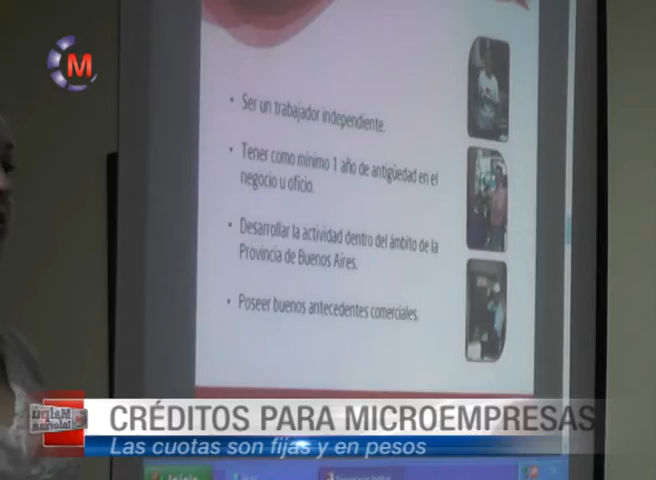 M
• Ser un trabajador independiente.
• Tener como mínimo 1 año de antigüedad en el
negocio u oficio.
• Desarrollar la actividad dentro del ámbito de la
Provincia de Buenos Aires.
• Poseer buenos antecedentes comerciales.
CRÉDITOS PARA MICROEMPRESAS
Las cuotas son fijas y en pesos
Inicio